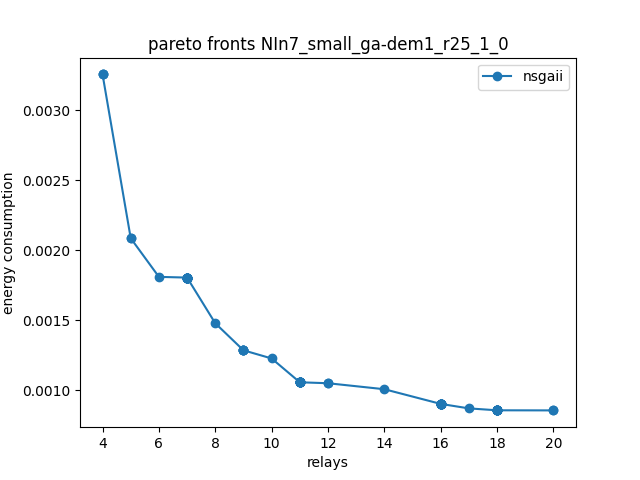 pareto fronts NIn7_small_ga-dem1_r25_1_0
nsgaii
energy consumption
0.0030
0.0025
0.0020
0.0015
0.0010
4 6 8 10 12 14 16 18 20
relays